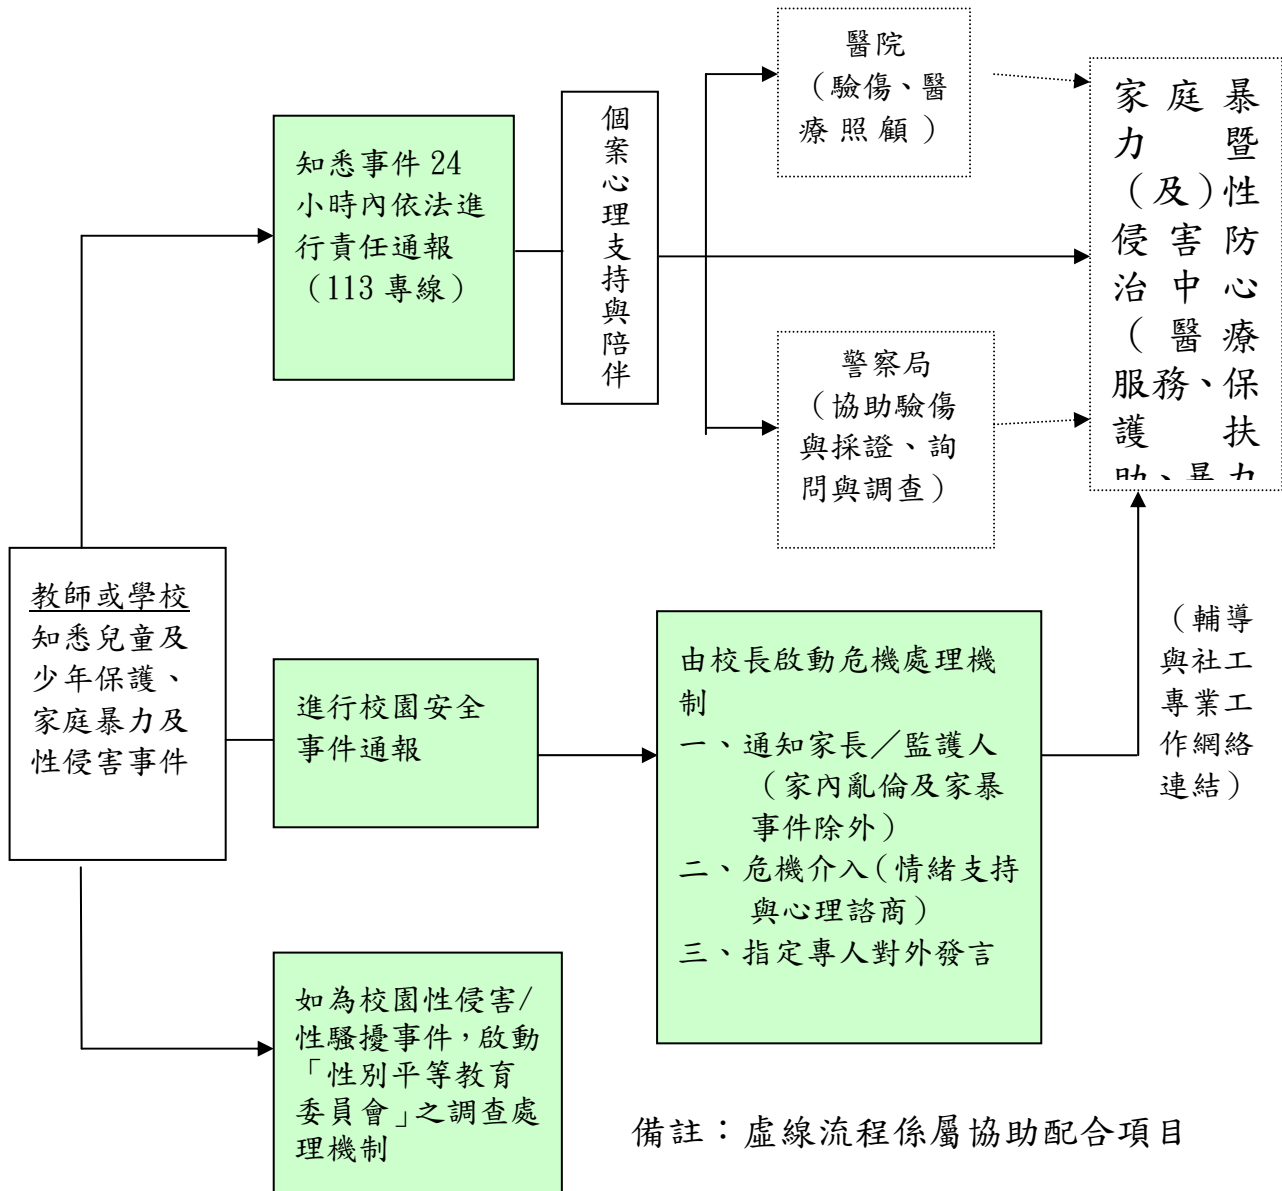 教師或學校
知悉兒童及
少年保護、
家庭暴力及
性侵害事件
知悉事件 24
小時內依法進
行責任通報
（113 專線）
個案心理支持與陪伴
醫院
（驗傷、醫
療照顧）
警察局
（協助驗傷
與採證、詢
問與調查）
家庭暴
力暨
（及）性
侵害防
治中心
（醫療
服務、保
護扶
助、暴力
進行校園安全
事件通報
由校長啟動危機處理機
制
一、通知家長／監護人
（家內亂倫及家暴
事件除外）
二、危機介入（情緒支持
與心理諮商）
三、指定專人對外發言
（輔導
與社工
專業工
作網絡
連結）
如為校園性侵害/
性騷擾事件，啟動
「性別平等教育
委員會」之調查處
理機制
備註：虛線流程係屬協助配合項目